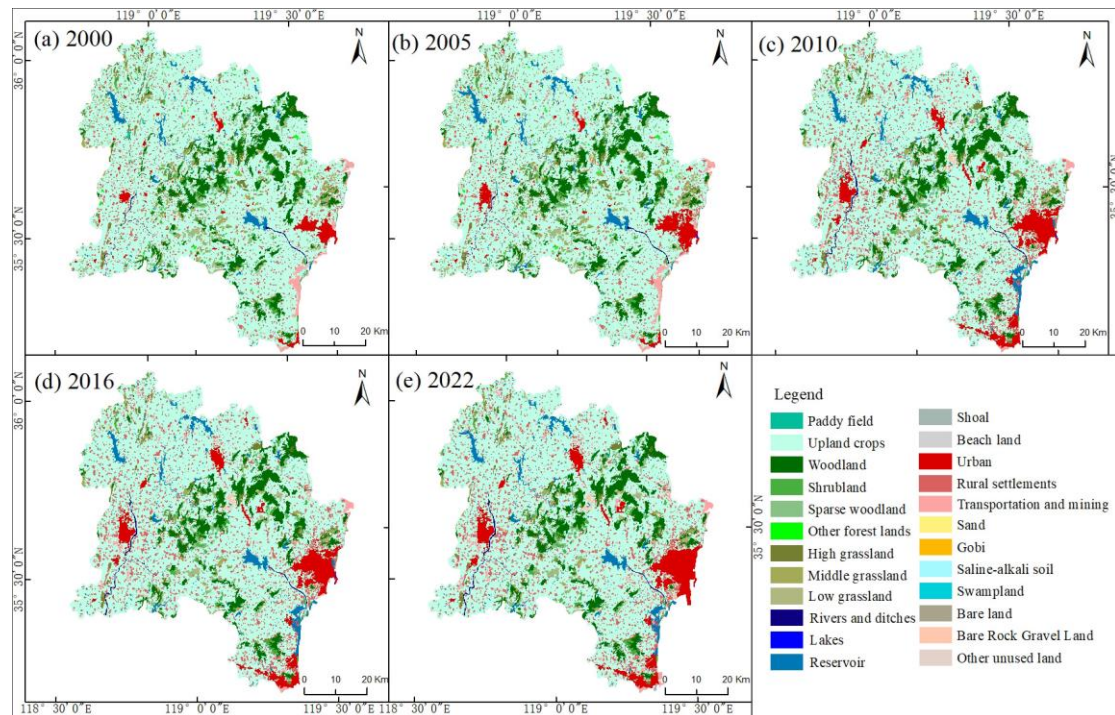 119° 0′0″E 119° 30′0″E 119° 0′0″E 119° 30′0″E 119° 0′0″E 119° 30′0″E
(a) 2000
N
36° 0′0″N
35° 30′0″N
0 10 20 Km
(b) 2005
N
0 10 20 Km
(c) 2010
N
0 10 20 Km
36° 0′0″N
(d) 2016
N
36° 0′0″N
35° 30′0″N
0 10 20 Km
(e) 2022
N
0 10 20 Km
35° 30′0″N
118° 30′0″E 119° 0′0″E 119° 30′0″E 119° 0′0″E 119° 30′0″E
Legend
Paddy field
Upland crops
Woodland
Shrubland
Sparse woodland
Other forest lands
High grassland
Middle grassland
Low grassland
Rivers and ditches
Lakes
Reservoir
Shoal
Beach land
Urban
Rural settlements
Transportation and mining
Sand
Gobi
Saline-alkali soil
Swampland
Bare land
Bare Rock Gravel Land
Other unused land